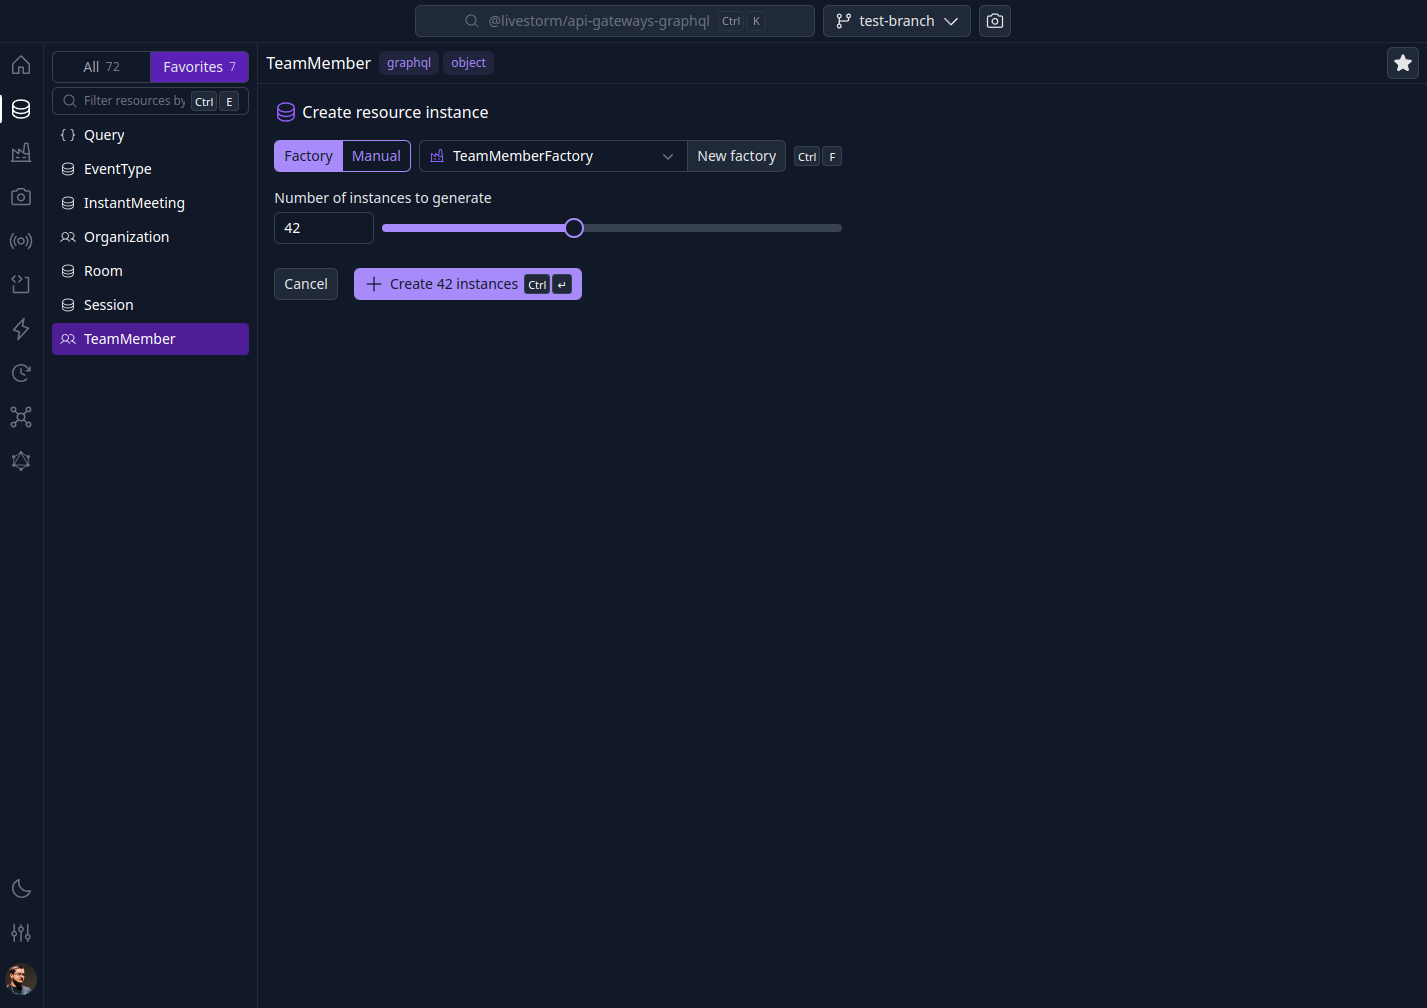 @livestorm/api-gateways-graphql Ctrl K test-branch
All 72 Favorites 7
Filter resources by Ctrl E
Query
EventType
InstantMeeting
Organization
Room
Session
TeamMember
TeamMember graphql object
Create resource instance
Factory Manual TeamMemberFactory New factory Ctrl F
Number of instances to generate
42
Cancel Create 42 instances Ctrl ↵